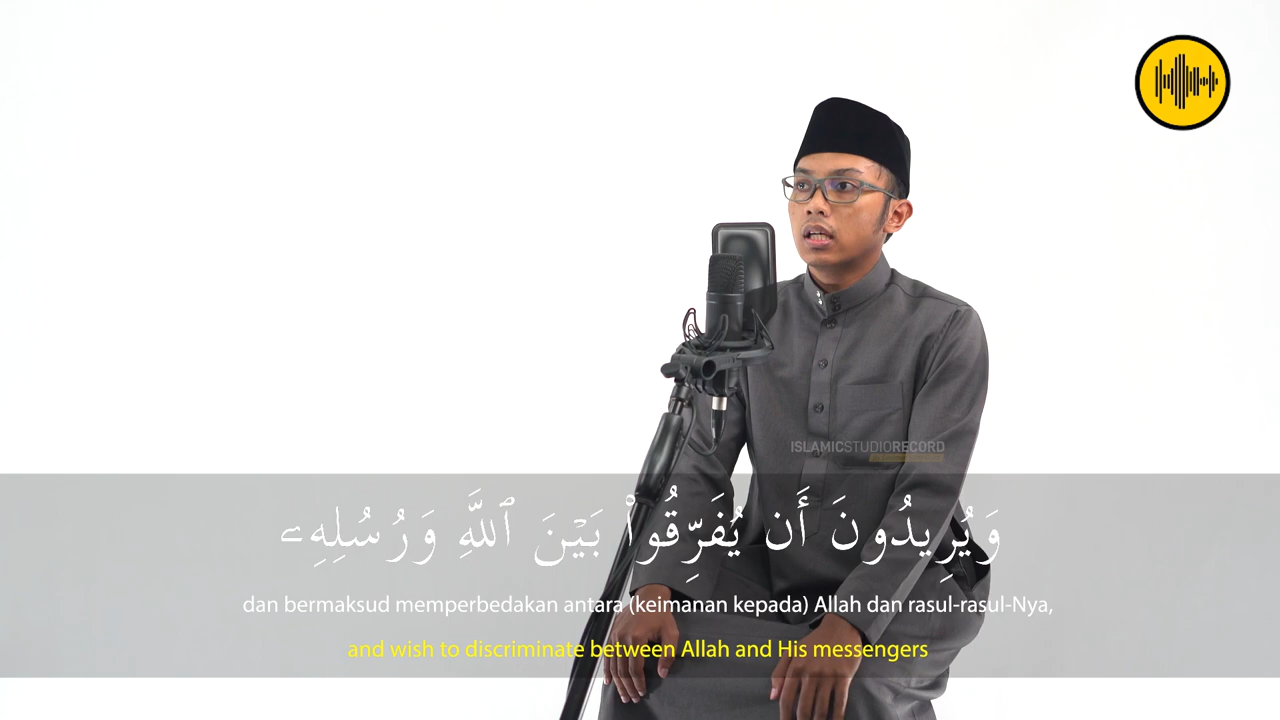 ISLAMICSTUDIORECORD
وَيُرِيدُونَ أَن يُفَرِّقُوا۟ بَيْنَ ٱللَّهِ وَرُسُلِهِۦ
dan bermaksud memperbedakan antara (keimanan kepada) Allah dan rasul-rasul-Nya,
and wish to discriminate between Allah and His messengers